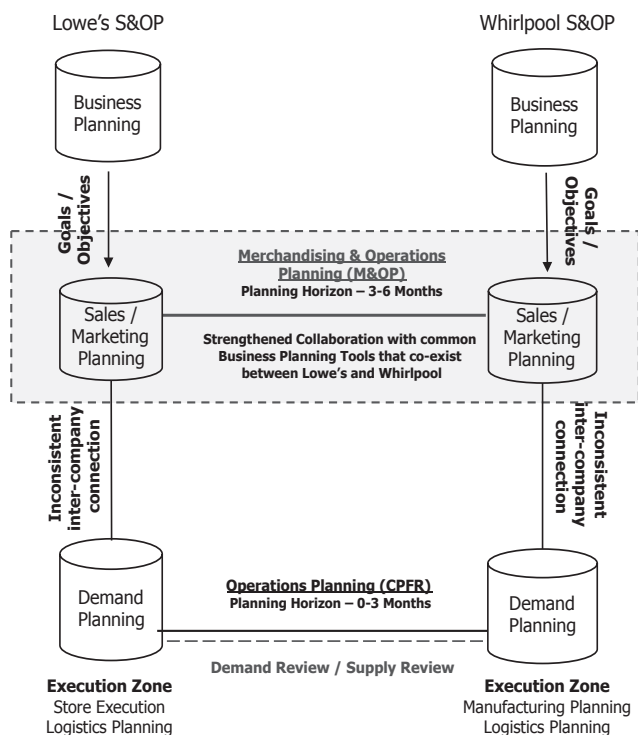 Lowe's S&OP
Whirlpool S&OP
Business
Planning
Business
Planning
Goals /
Objectives
Goals /
Objectives
Merchandising & Operations
Planning (M&OP)
Planning Horizon – 3-6 Months
Sales /
Marketing
Planning
Strengthened Collaboration with common
Business Planning Tools that co-exist
between Lowe's and Whirlpool
Sales /
Marketing
Planning
Inconsistent
inter-company
connection
Inconsistent
inter-company
connection
Demand
Planning
Operations Planning (CPFR)
Planning Horizon – 0-3 Months
Demand
Planning
Demand Review / Supply Review
Execution Zone
Store Execution
Logistics Planning
Execution Zone
Manufacturing Planning
Logistics Planning